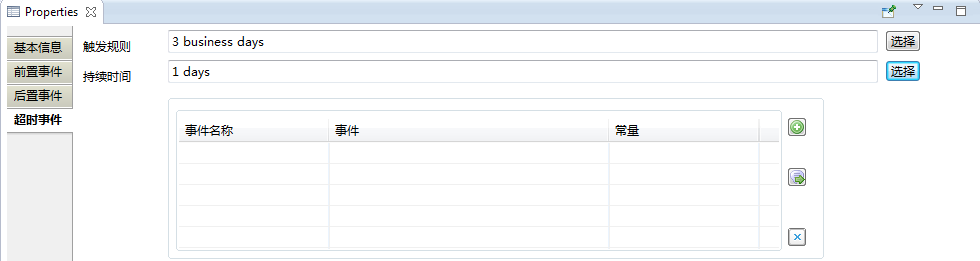 Properties
基本信息
前置事件
后置事件
超时事件
触发规则 3 business days 选择
持续时间 1 days 选择
事件名称 事件 常量